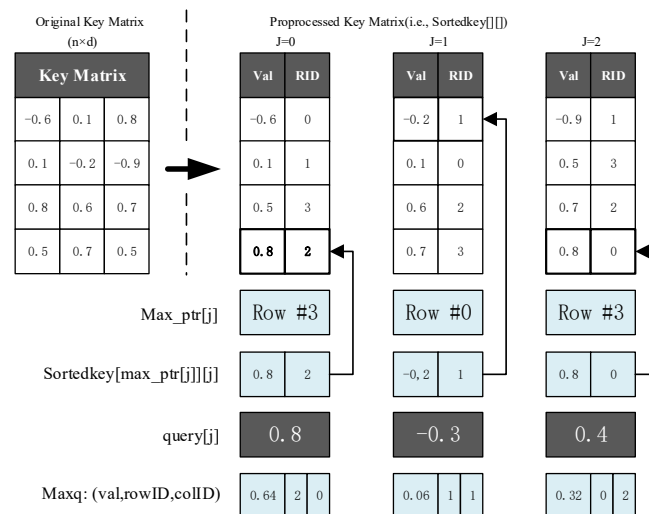 Original Key Matrix
(n×d)
Proprocessed Key Matrix(i.e., Sortedkey[][])
J=0 J=1 J=2
Key Matrix
Val RID Val RID Val RID
-0.6 0.1 0.8 -0.6 0 -0.2 1 -0.9 1
0.1 -0.2 -0.9 0.1 1 0.1 0 0.5 3
0.8 0.6 0.7 0.5 3 0.6 2 0.7 2
0.5 0.7 0.5 0.8 2 0.7 3 0.8 0
Max_ptr[j] Row #3 Row #0 Row #3
Sortedkey[max_ptr[j]][j] 0.8 2 -0,2 1 0.8 0
query[j] 0.8 -0.3 0.4
Maxq: (val,rowID,colID) 0.64 2 0 0.06 1 1 0.32 0 2